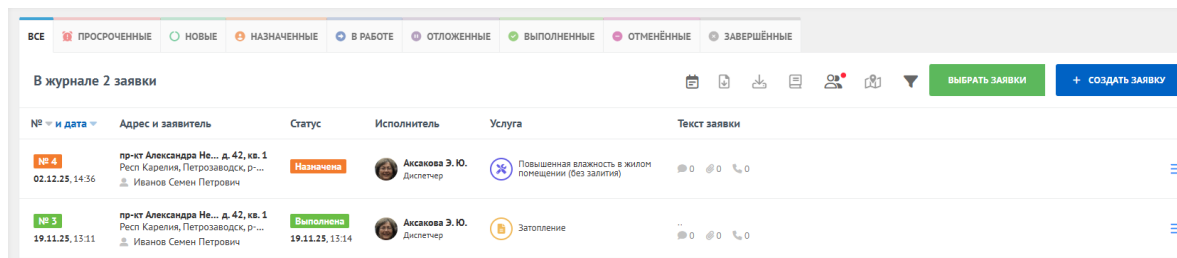 ВСЕ ПРОСРОЧЕННЫЕ НОВЫЕ НАЗНАЧЕННЫЕ В РАБОТЕ ОТЛОЖЕННЫЕ ВЫПОЛНЕННЫЕ ОТМЕНЁННЫЕ ЗАВЕРШЁННЫЕ
В журнале 2 заявки ВЫБРАТЬ ЗАЯВКИ + СОЗДАТЬ ЗАЯВКУ
№ и дата Адрес и заявитель Статус Исполнитель Услуга Текст заявки
№ 4 пр-кт Александра Не... д. 42, кв. 1 Назначена Аксакова Э. Ю. Повышенная влажность в жилом
02.12.25, 14:36 Респ Карелия, Петрозаводск, р-... Диспетчер помещении (без залития) 0 0 0
Иванов Семен Петрович
№ 3 пр-кт Александра Не... д. 42, кв. 1 Выполнена Аксакова Э. Ю. Затопление ..
19.11.25, 13:11 Респ Карелия, Петрозаводск, р-... 19.11.25, 13:14 Диспетчер 0 0 0
Иванов Семен Петрович